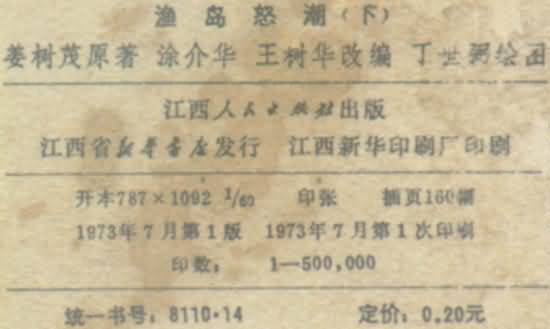 渔岛怒潮（下）
姜树茂原著 涂介华 王树华改编 丁世弼绘画
江西人民出版社出版
江西省新华书店发行 江西新华印刷厂印刷
开本787×1092 1/60 印张 插页160幅
1973年7月第1版 1973年7月第1次印刷
印数：1—500,000
统一书号：8110·14 定价：0.20元